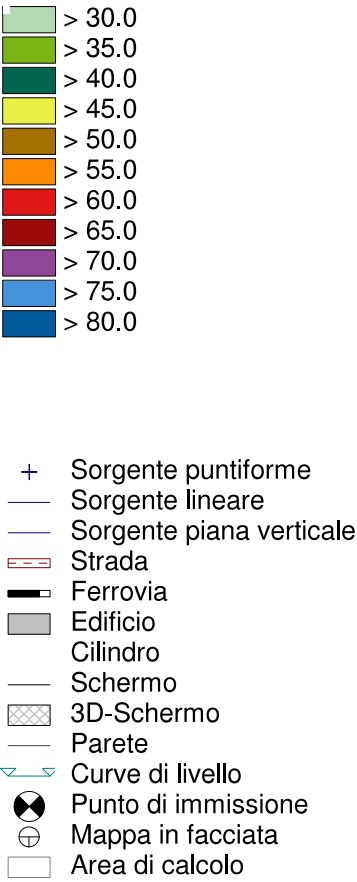 > 30.0
> 35.0
> 40.0
> 45.0
> 50.0
> 55.0
> 60.0
> 65.0
> 70.0
> 75.0
> 80.0
Sorgente puntiforme
Sorgente lineare
Sorgente piana verticale
Strada
Ferrovia
Edificio
Cilindro
Schermo
3D-Schermo
Parete
Curve di livello
Punto di immissione
Mappa in facciata
Area di calcolo